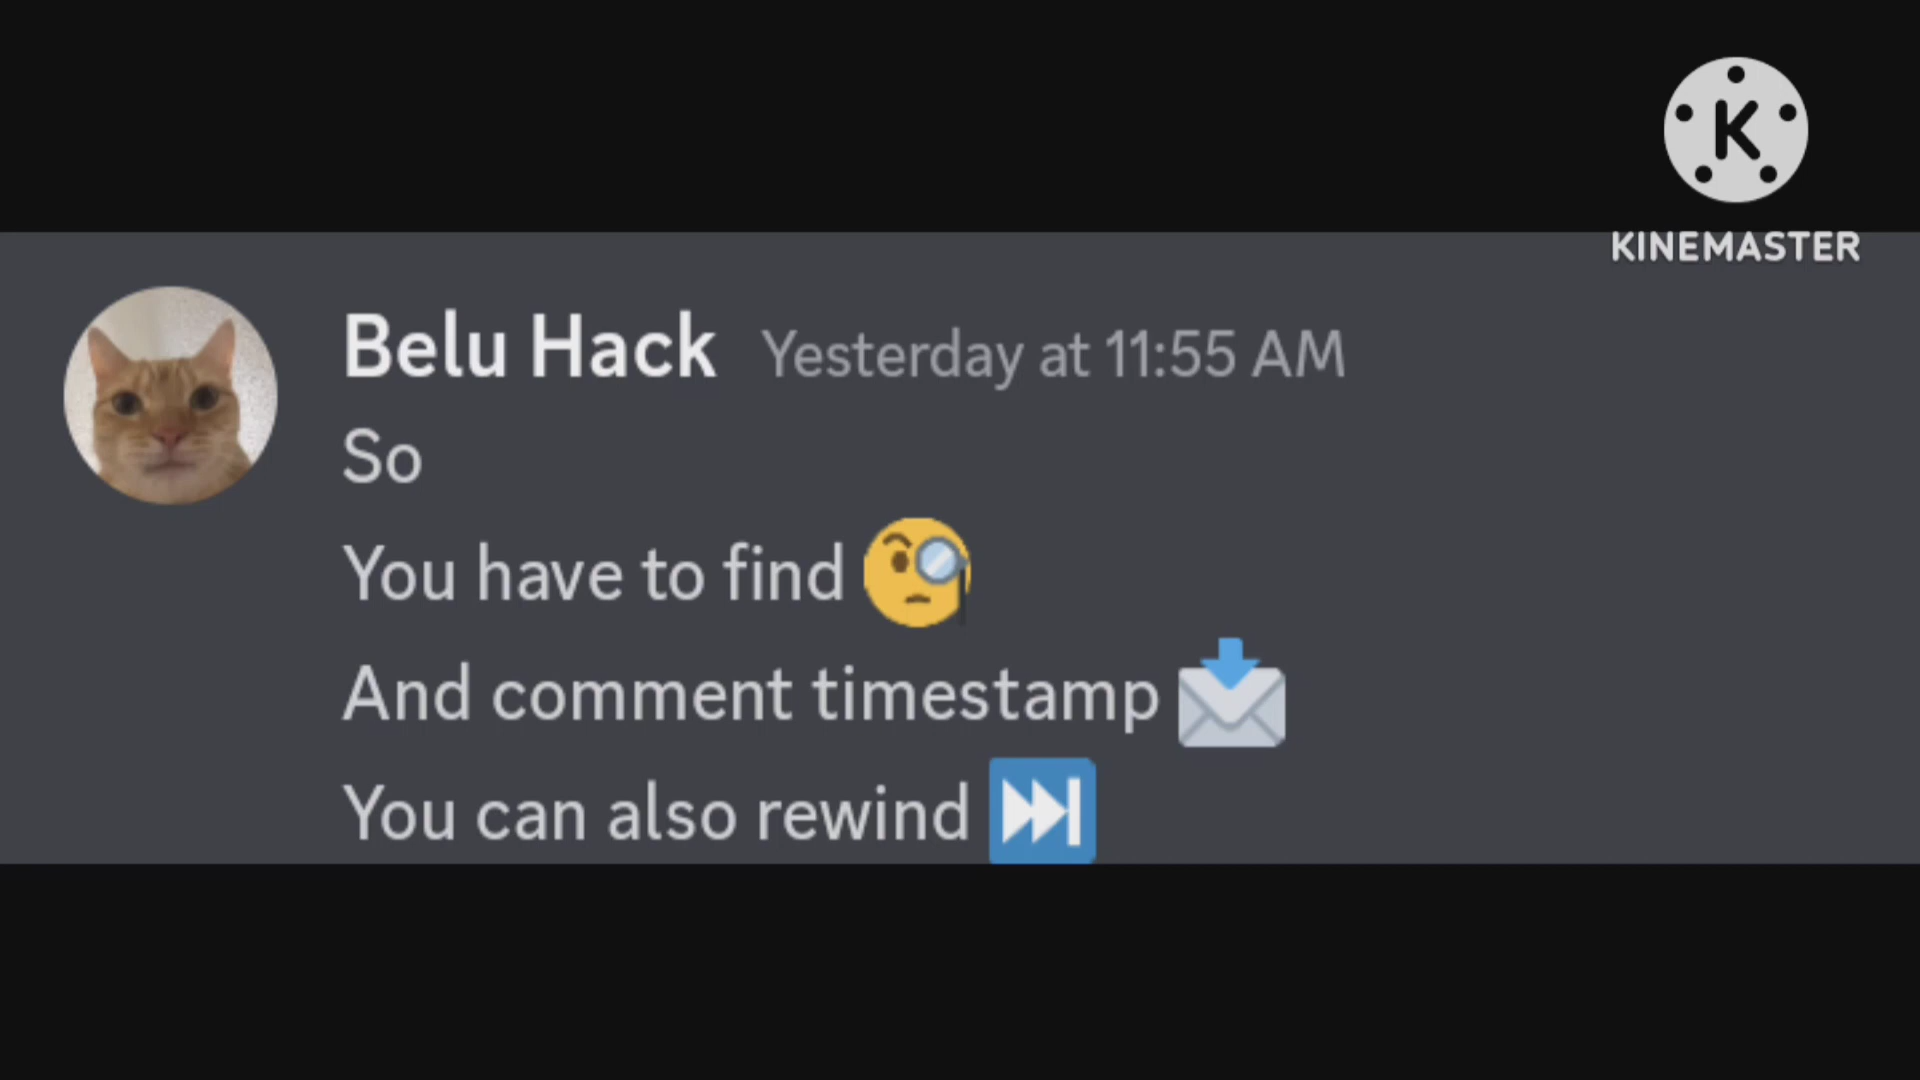 K
KINEMASTER
Belu Hack Yesterday at 11:55 AM
So
You have to find 🧐
And comment timestamp 📩
You can also rewind ⏭️